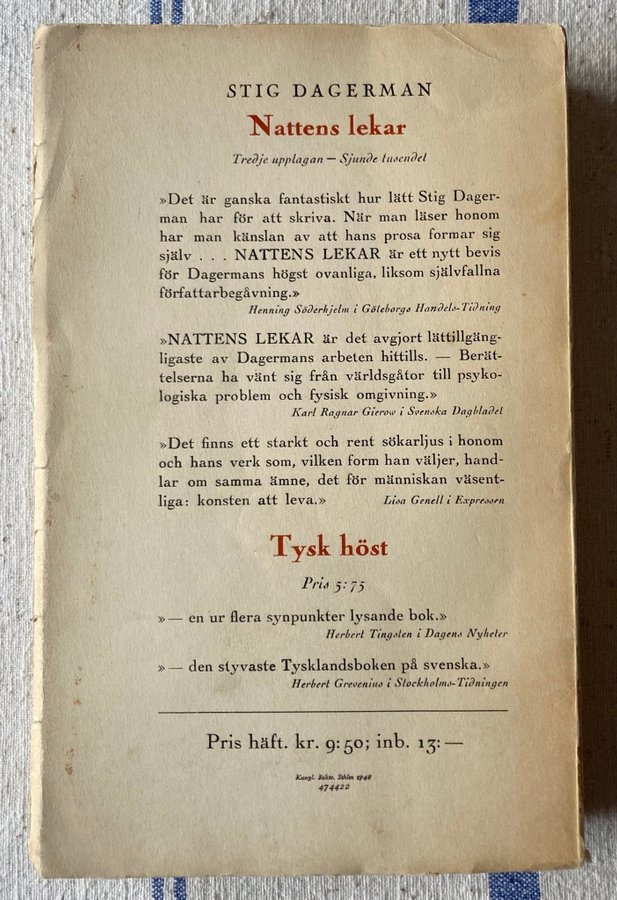 STIG DAGERMAN
Nattens lekar
Tredje upplagan — Sjunde tusendet
»Det är ganska fantastiskt hur lätt Stig Dager-
man har för att skriva. När man läser honom
har man känslan av att hans prosa formar sig
själv . . . NATTENS LEKAR är ett nytt bevis
för Dagermans högst ovanliga, liksom självfallna
författarbegåvning.»
Henning Söderhjelm i Göteborgs Handels-Tidning
»NATTENS LEKAR är det avgjort lättillgäng-
ligaste av Dagermans arbeten hittills. — Berät-
telserna ha vänt sig från världsgåtor till psyko-
logiska problem och fysisk omgivning.»
Karl Ragnar Gierow i Svenska Dagbladet
»Det finns ett starkt och rent sökarljus i honom
och hans verk som, vilken form han väljer, hand-
lar om samma ämne, det för människan väsent-
liga: konsten att leva.» Lisa Genell i Expressen
Tysk höst
Pris 5:75
» — en ur flera synpunkter lysande bok.»
Herbert Tingsten i Dagens Nyheter
» — den styvaste Tysklandsboken på svenska.»
Herbert Grevenius i Stockholms-Tidningen
Pris häft. kr. 9:50; inb. 13: —
Kungl. Boktr. Sthlm 1948
474422